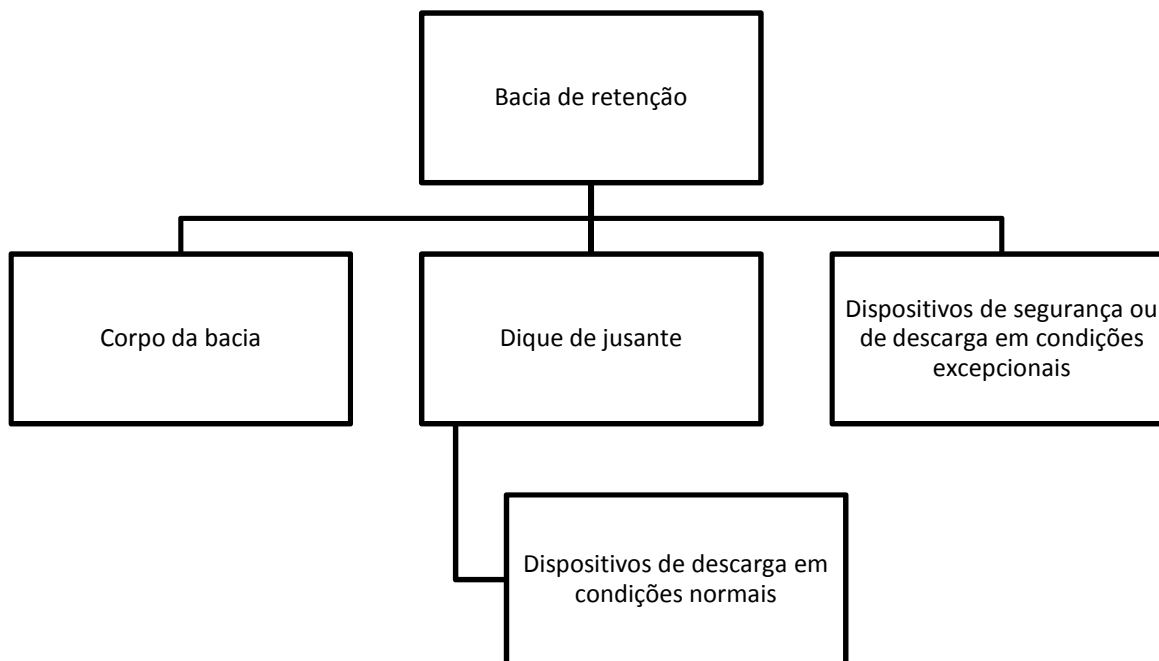 Bacia de retenção
Corpo da bacia
Dique de jusante
Dispositivos de segurança ou
de descarga em condições
excepcionais
Dispositivos de descarga em
condições normais